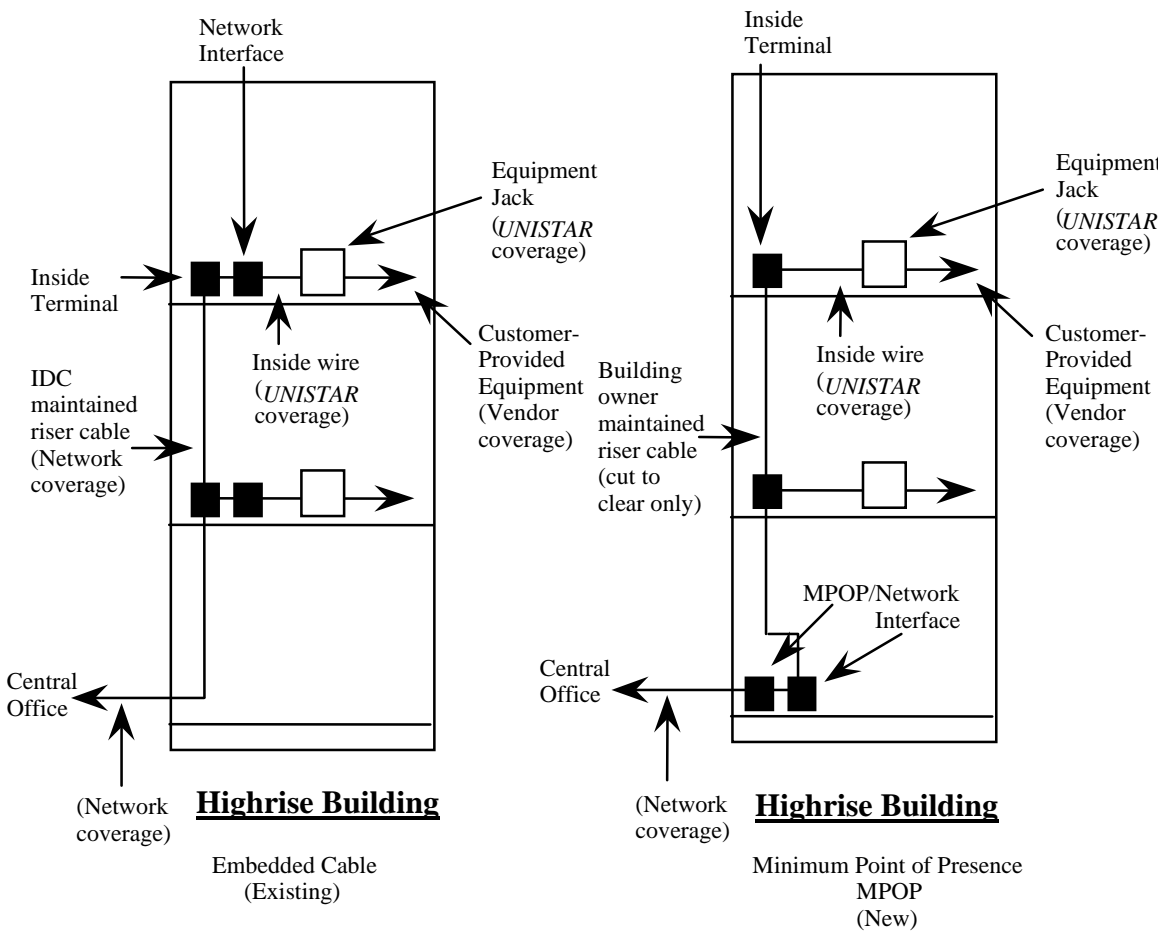 Network
Interface
Equipment
Jack
(UNISTAR
coverage)
Inside
Terminal
Inside wire
(UNISTAR
coverage)
Customer-
Provided
Equipment
(Vendor
coverage)
IDC
maintained
riser cable
(Network
coverage)
Central
Office
(Network
coverage)
Highrise Building
Embedded Cable
(Existing)
Inside
Terminal
Equipment
Jack
(UNISTAR
coverage)
Inside wire
(UNISTAR
coverage)
Customer-
Provided
Equipment
(Vendor
coverage)
Building
owner
maintained
riser cable
(cut to
clear only)
MPOP/Network
Interface
Central
Office
(Network
coverage)
Highrise Building
Minimum Point of Presence
MPOP
(New)